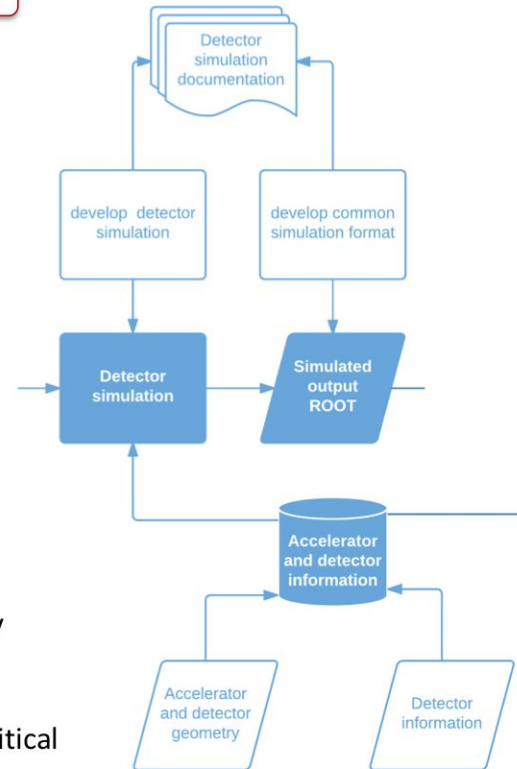 Detector
simulation
documentation
develop detector
simulation
develop common
simulation format
Detector
simulation
Simulated
output
ROOT
Accelerator
and detector
information
Accelerator
and detector
geometry
Detector
information